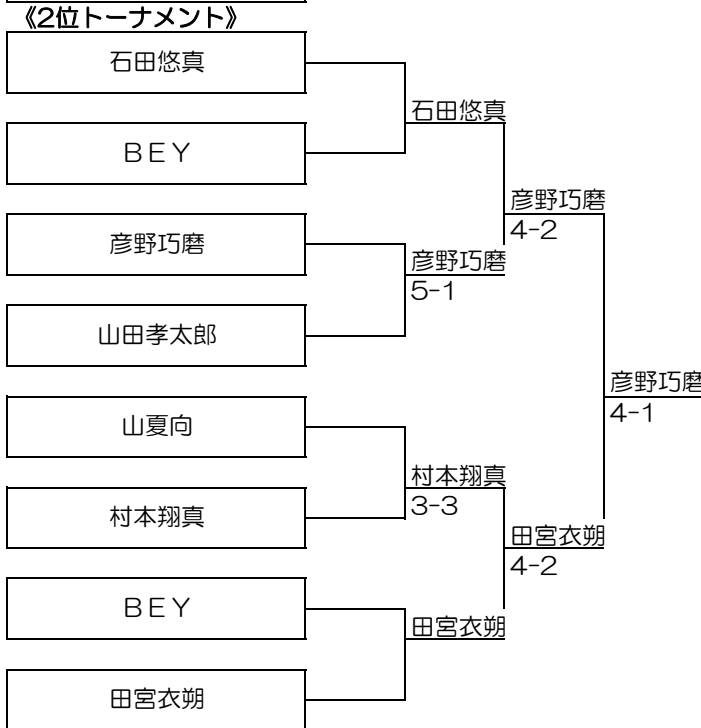 《2位トーナメント》
石田悠真
石田悠真
ＢＥＹ
彦野巧磨
4-2
彦野巧磨
彦野巧磨
5-1
山田孝太郎
彦野巧磨
4-1
山夏向
村本翔真
3-3
村本翔真
田宮衣朔
4-2
ＢＥＹ
田宮衣朔
田宮衣朔